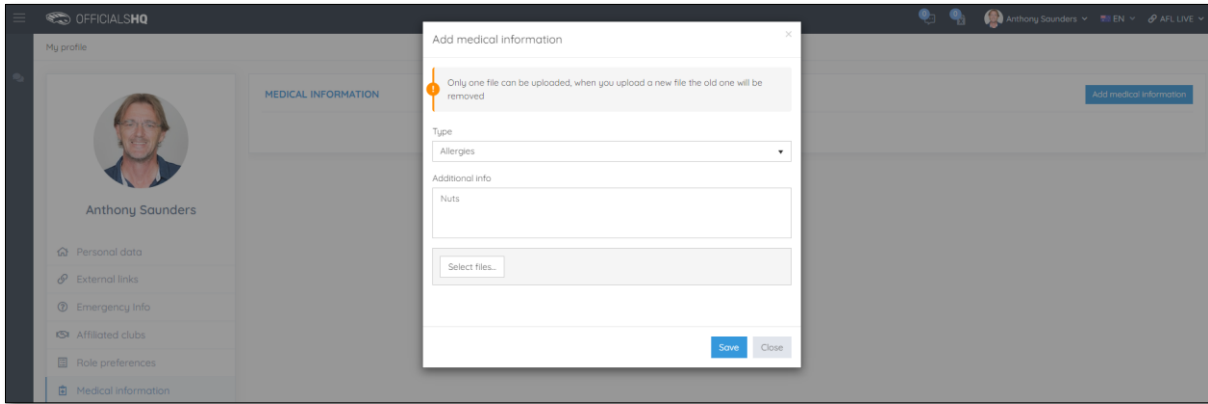 OFFICIALSHQ
Anthony Saunders
EN
AFL LIVE
My profile
Anthony Saunders
Personal data
External links
Emergency Info
Affiliated clubs
Role preferences
Medical information
MEDICAL INFORMATION
Add medical information
Add medical information
×
Only one file can be uploaded, when you upload a new file the old one will be
removed
Type
Allergies
Additional info
Nuts
Select files...
Save
Close